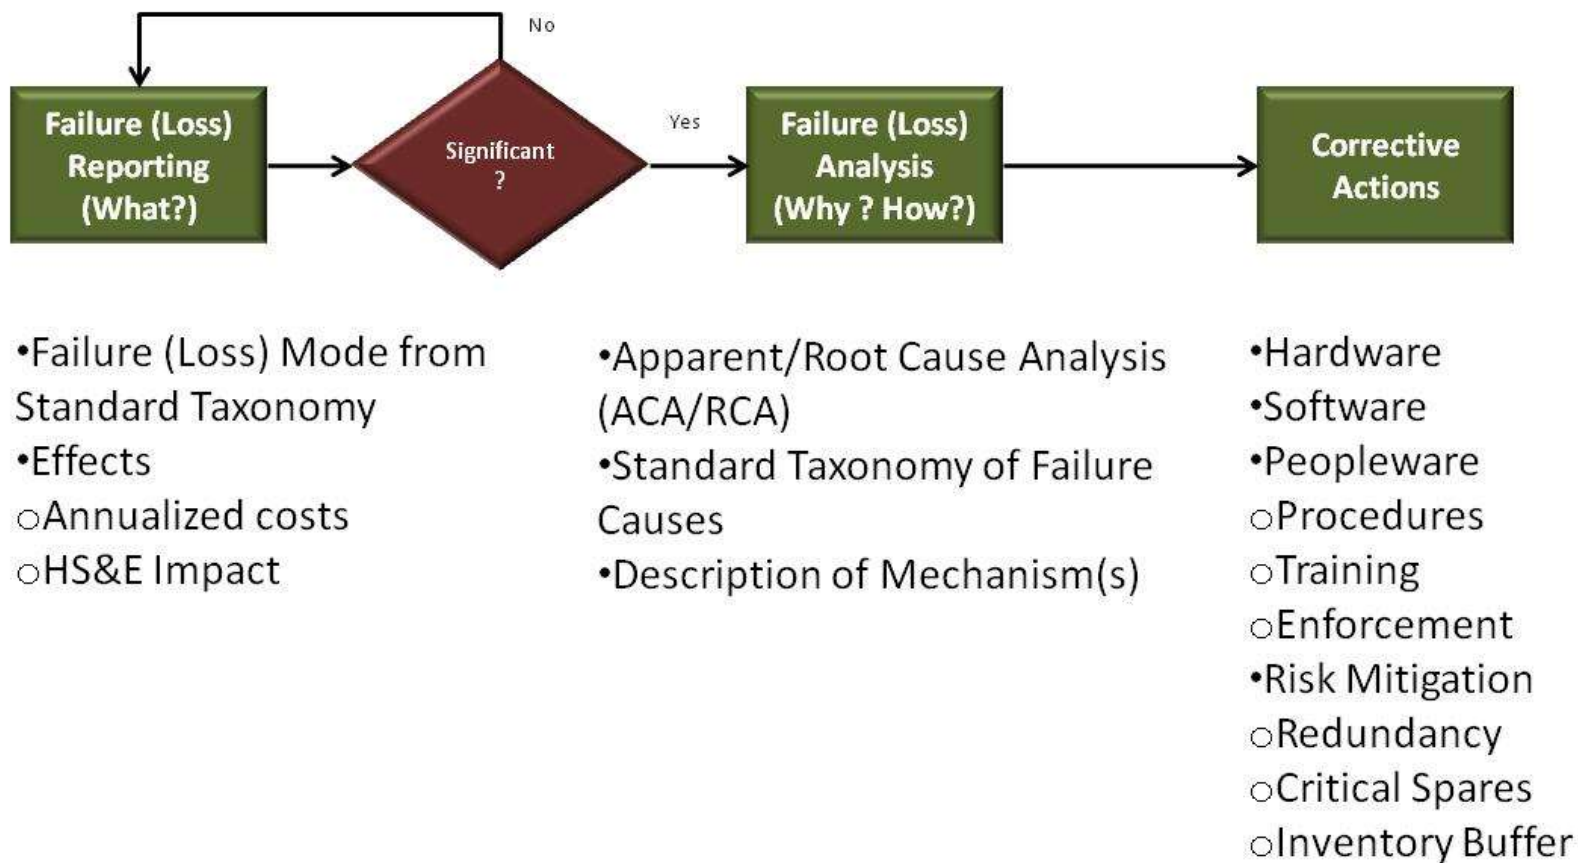 No
Failure (Loss)
Reporting
(What?)
Significant
?
Yes
Failure (Loss)
Analysis
(Why ? How?)
Corrective
Actions
•Failure (Loss) Mode from
Standard Taxonomy
•Effects
○Annualized costs
○HS&E Impact
•Apparent/Root Cause Analysis
(ACA/RCA)
•Standard Taxonomy of Failure
Causes
•Description of Mechanism(s)
•Hardware
•Software
•Peopleware
○Procedures
○Training
○Enforcement
•Risk Mitigation
○Redundancy
○Critical Spares
○Inventory Buffer